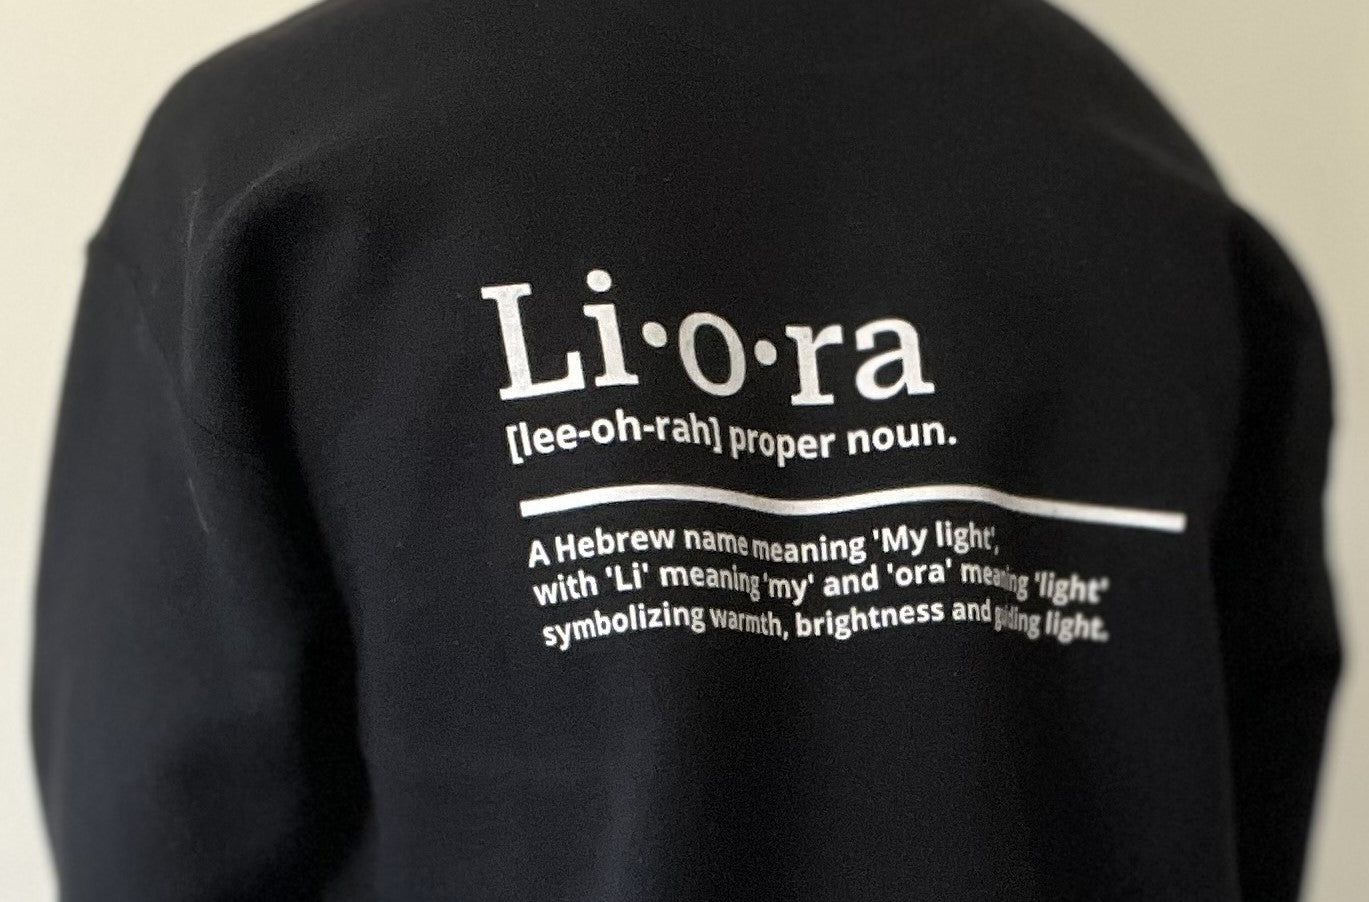 Li·o·ra
[lee-oh-rah] proper noun.
A Hebrew name meaning 'My light',
with 'Li' meaning 'my' and 'ora' meaning 'light'
symbolizing warmth, brightness and guiding light.